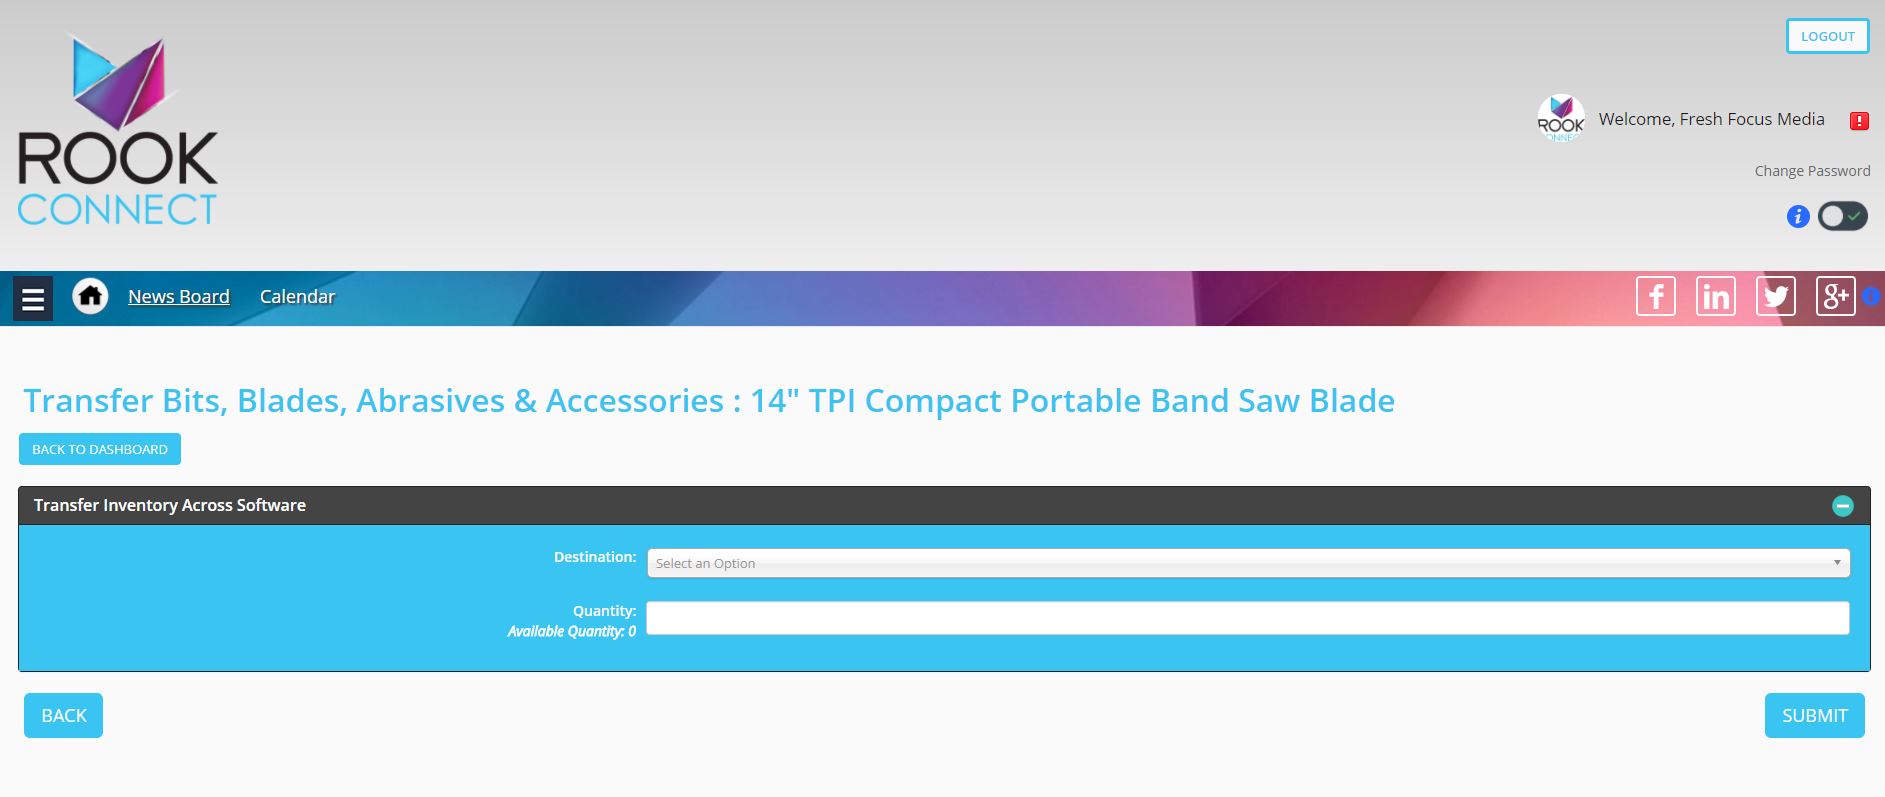 ROOK
CONNECT
LOGOUT
ROOK
CONNECT
Welcome, Fresh Focus Media
Change Password
News Board
Calendar
Transfer Bits, Blades, Abrasives & Accessories : 14" TPI Compact Portable Band Saw Blade
BACK TO DASHBOARD
Transfer Inventory Across Software
Destination:
Select an Option
Quantity:
Available Quantity: 0
BACK
SUBMIT